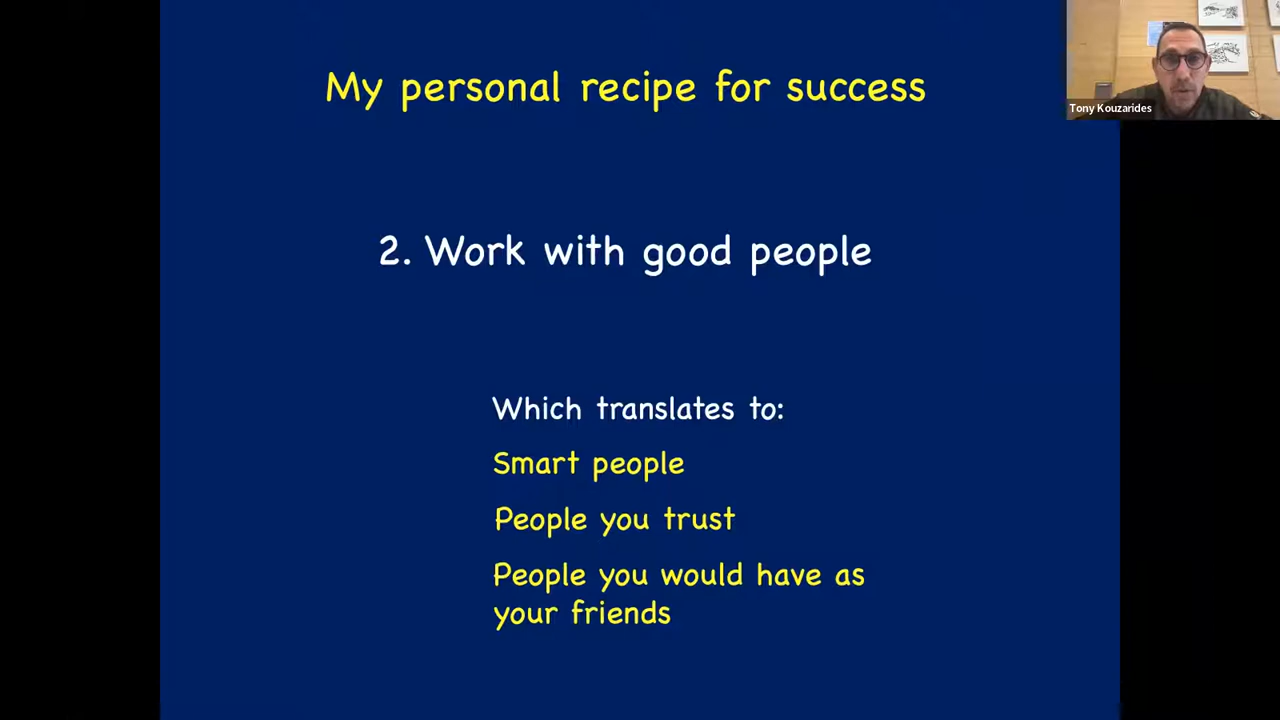 My personal recipe for success
Tony Kouzarides
2. Work with good people
Which translates to:
Smart people
People you trust
People you would have as
your friends